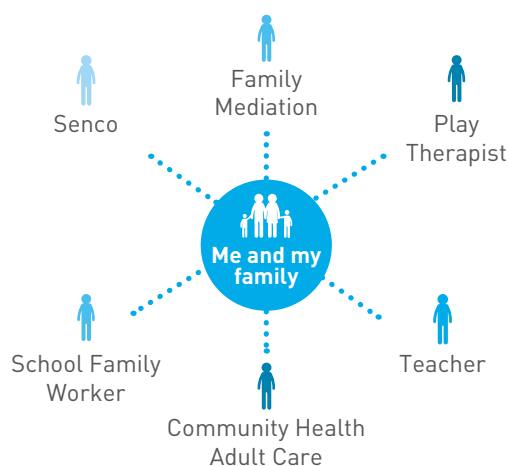 Family
Mediation
Senco
Play
Therapist
Me and my
family
School Family
Worker
Teacher
Community Health
Adult Care